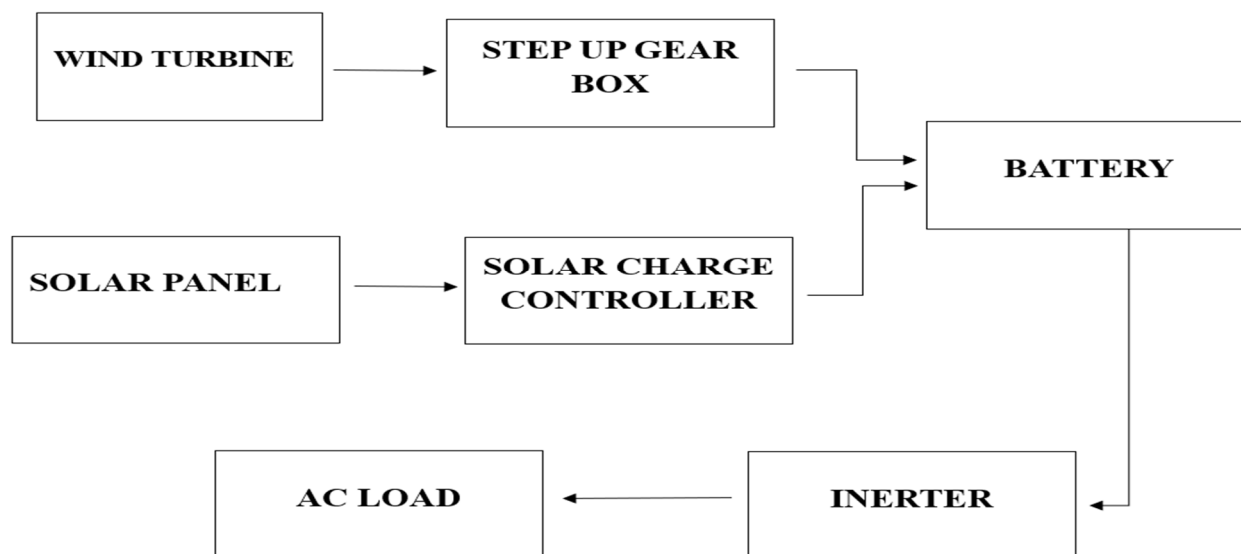 WIND TURBINE
STEP UP GEAR
BOX
BATTERY
SOLAR PANEL
SOLAR CHARGE
CONTROLLER
AC LOAD
INERTER